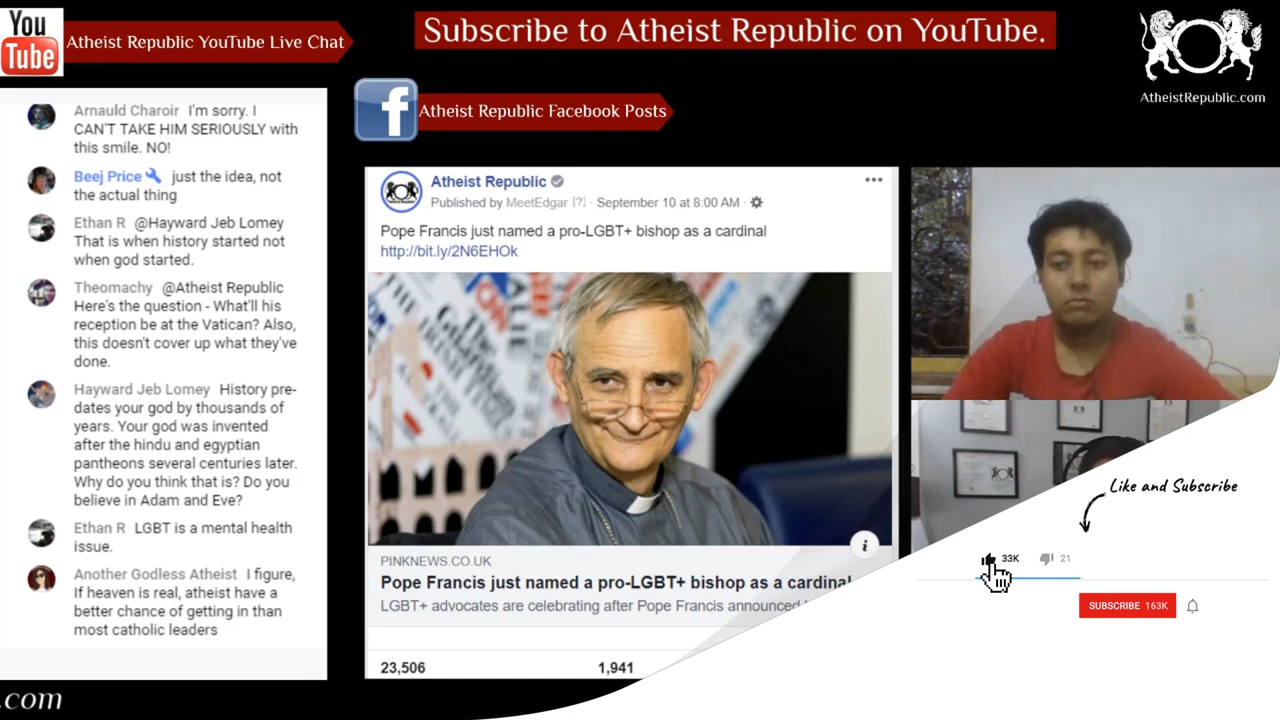 You
Tube
Atheist Republic YouTube Live Chat
Subscribe to Atheist Republic on YouTube.
AtheistRepublic.com
f
Atheist Republic Facebook Posts
Arnauld Charoir I'm sorry. I
CAN'T TAKE HIM SERIOUSLY with
this smile. NO!
Beej Price just the idea, not
the actual thing
Ethan R @Hayward Jeb Lomey
That is when history started not
when god started.
Theomachy @Atheist Republic
Here's the question - What'll his
reception be at the Vatican? Also,
this doesn't cover up what they've
done.
Hayward Jeb Lomey History pre-
dates your god by thousands of
years. Your god was invented
after the hindu and egyptian
pantheons several centuries later.
Why do you think that is? Do you
believe in Adam and Eve?
Ethan R LGBT is a mental health
issue.
Another Godless Atheist I figure,
If heaven is real, atheist have a
better chance of getting in than
most catholic leaders
.com
Atheist Republic
Published by MeetEdgar [?] · September 10 at 8:00 AM ·
Pope Francis just named a pro-LGBT+ bishop as a cardinal
http://bit.ly/2N6EHOk
The
Guardian
i
PINKNEWS.CO.UK
Pope Francis just named a pro-LGBT+ bishop as a cardinal
LGBT+ advocates are celebrating after Pope Francis announced
23,506 1,941
Like and Subscribe
33K 21
SUBSCRIBE 163K